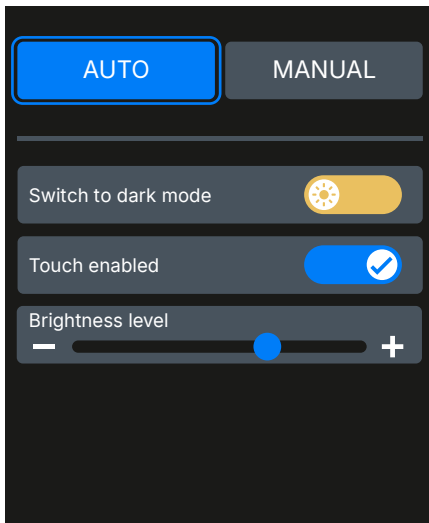 AUTO
MANUAL
Switch to dark mode
Touch enabled
Brightness level